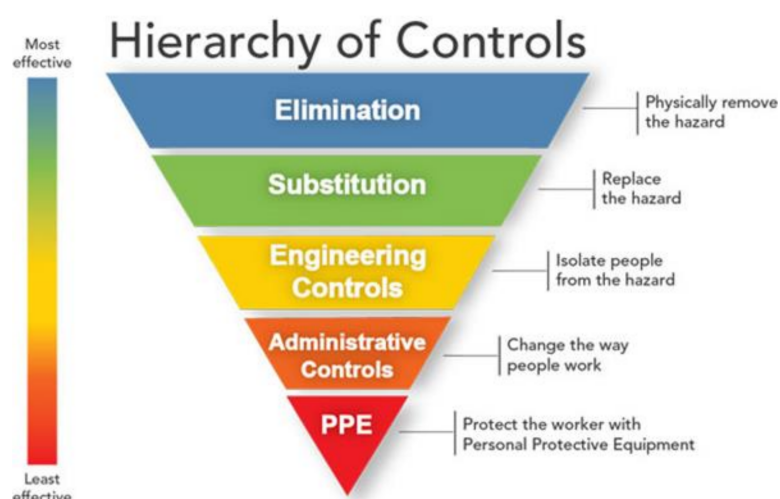 Hierarchy of Controls
Most
effective
Elimination
Physically remove
the hazard
Substitution
Replace
the hazard
Engineering
Controls
Isolate people
from the hazard
Administrative
Controls
Change the way
people work
PPE
Protect the worker with
Personal Protective Equipment
Least
effective